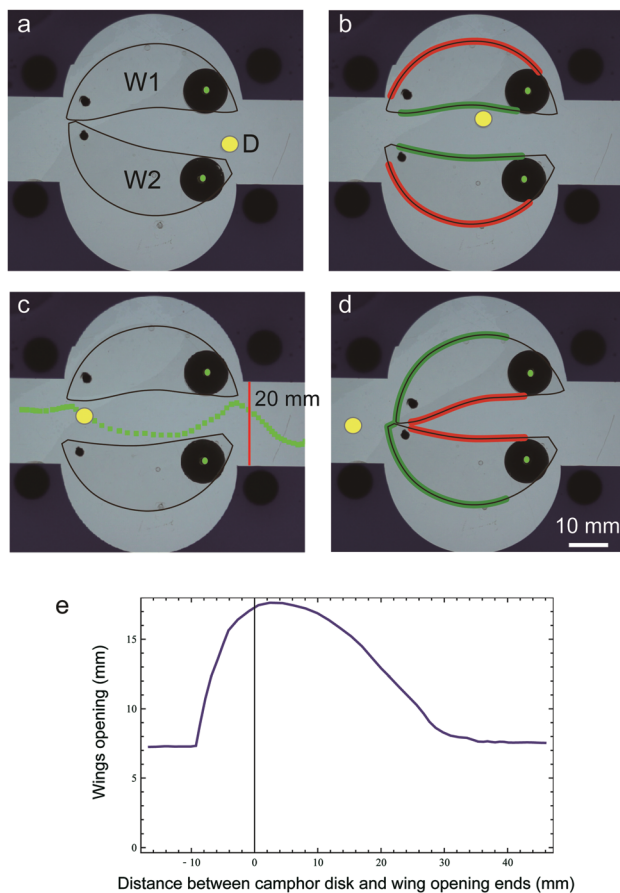 a
W1
W2
D
b
c
20 mm
d
10 mm
e
Wings opening (mm)
15
10
5
0
- 10
0
10
20
30
40
Distance between camphor disk and wing opening ends (mm)